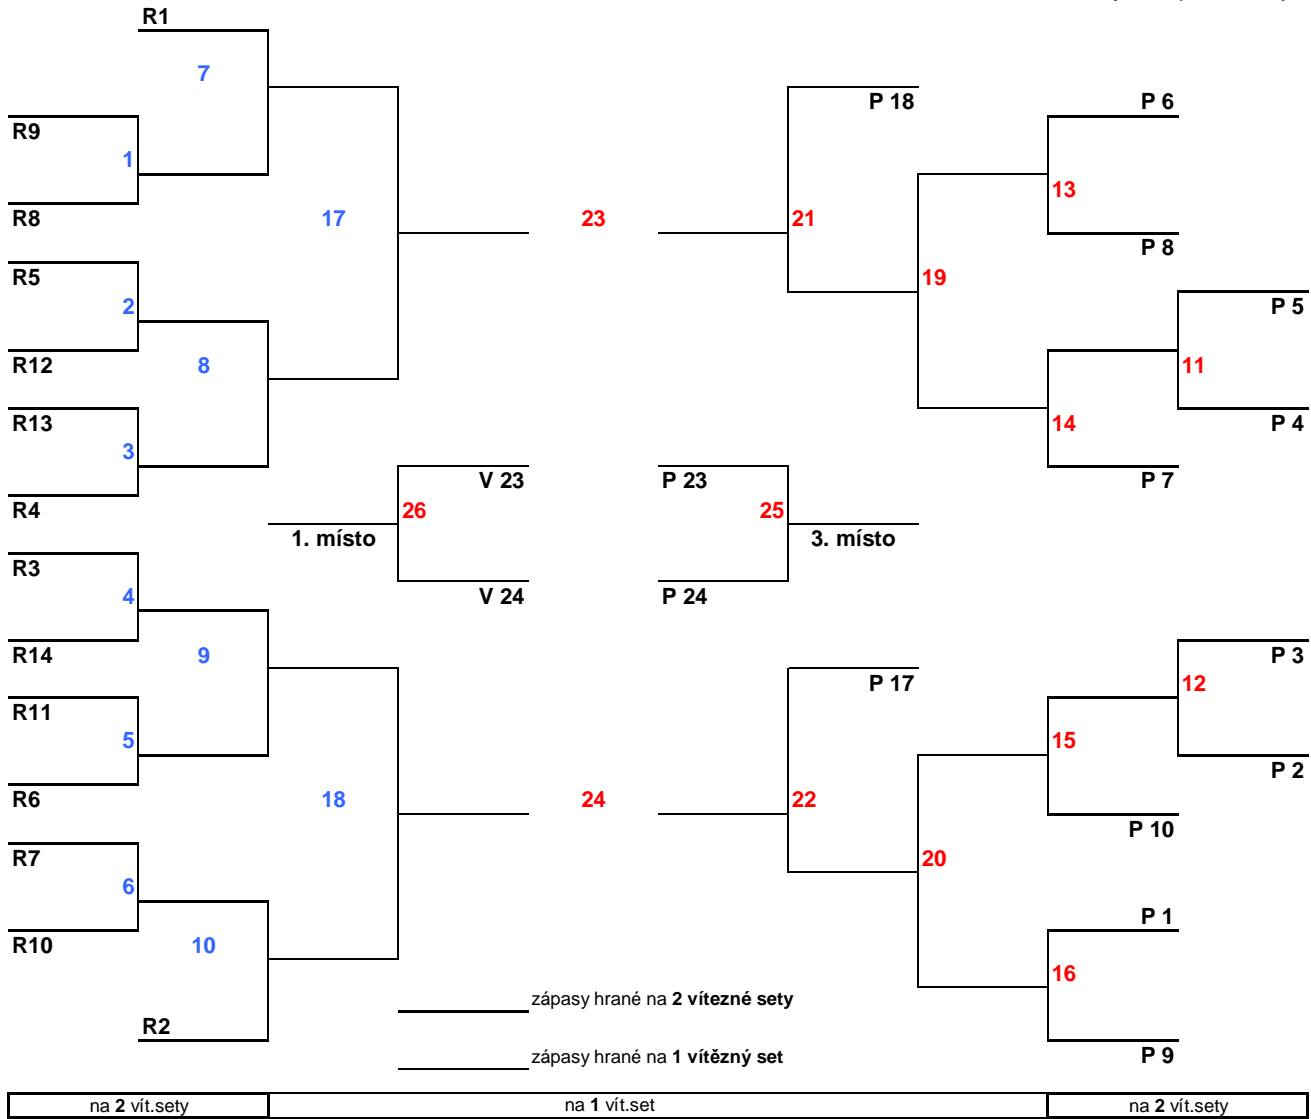 R1
7
P 18
P 6
R9
1
13
R8
17
23
21
P 8
R5
19
2
P 5
R12
8
11
R13
14
P 4
3
V 23
P 23
P 7
R4
26
25
1. místo
3. místo
R3
4
V 24
P 24
R14
9
P 3
P 17
12
R11
5
15
P 2
R6
18
24
22
P 10
R7
20
6
P 1
R10
10
16
zápasy hrané na 2 vítezné sety
R2
P 9
zápasy hrané na 1 vítězný set
na 2 vít.sety
na 1 vít.set
na 2 vít.sety